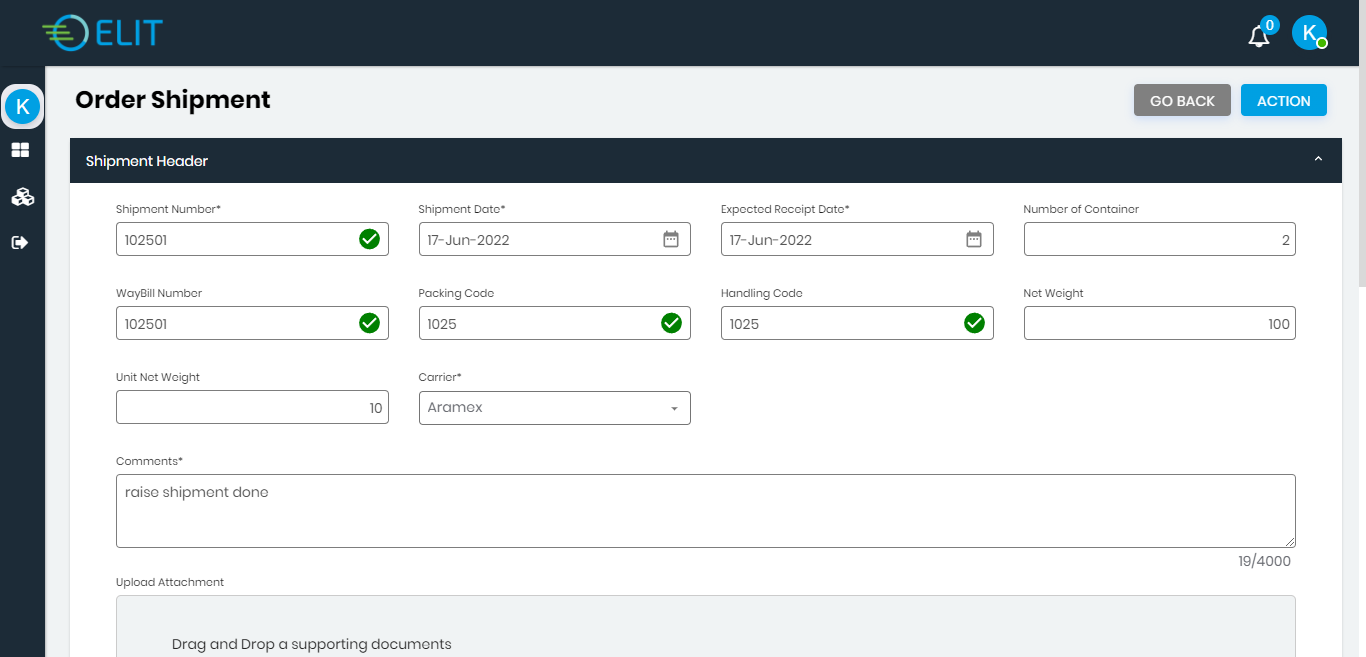 ELIT
0
K
K
Order Shipment
GO BACK
ACTION
Shipment Header
Shipment Number*
Shipment Date*
Expected Receipt Date*
Number of Container
102501
17-Jun-2022
17-Jun-2022
2
WayBill Number
Packing Code
Handling Code
Net Weight
102501
1025
1025
100
Unit Net Weight
Carrier*
10
Aramex
Comments*
raise shipment done
19/4000
Upload Attachment
Drag and Drop a supporting documents